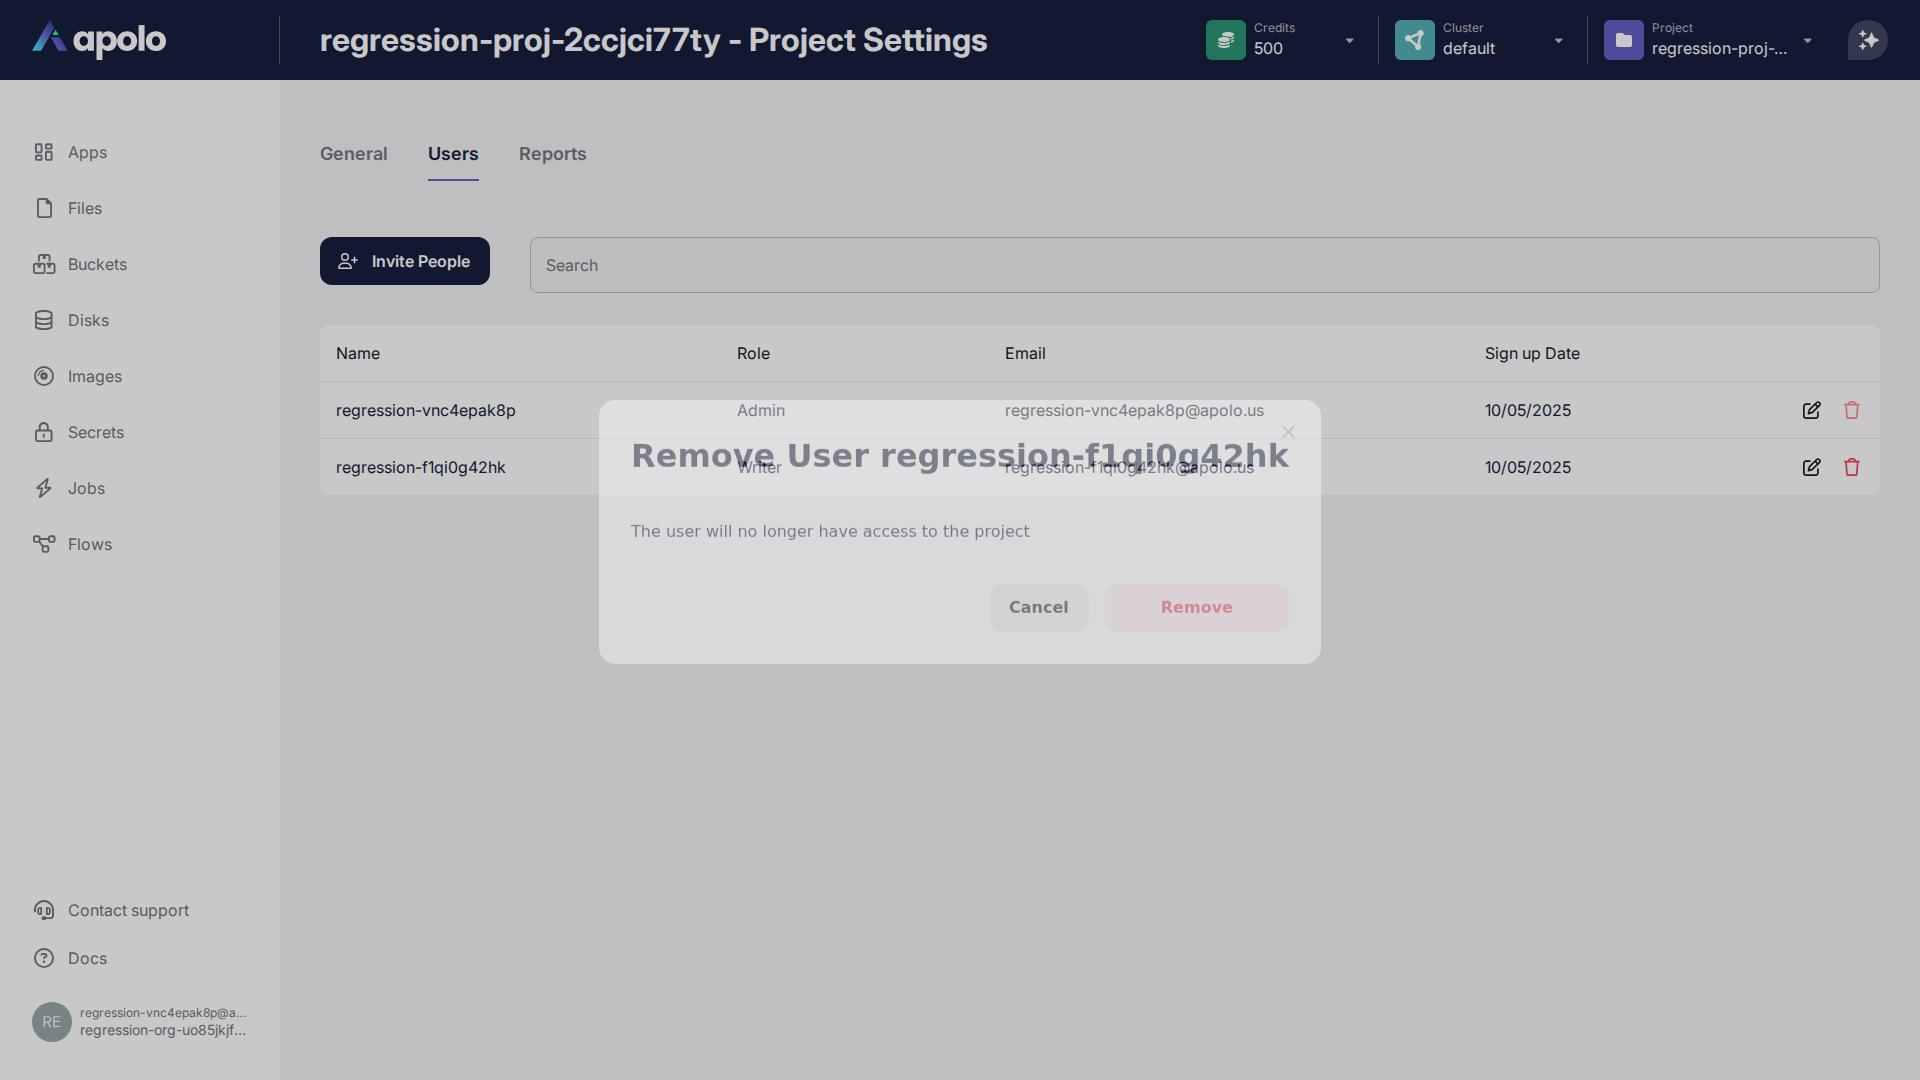 apolo
regression-proj-2ccjci77ty - Project Settings
Credits
500
Cluster
default
Project
regression-proj-...
Apps
Files
Buckets
Disks
Images
Secrets
Jobs
Flows
General
Users
Reports
Invite People
Search
Name
Role
Email
Sign up Date
regression-vnc4epak8p
Admin
regression-vnc4epak8p@apolo.us
10/05/2025
regression-f1qi0g42hk
Writer
regression-f1qi0g42hk@apolo.us
10/05/2025
Remove User regression-f1qi0g42hk
The user will no longer have access to the project
Cancel
Remove
Contact support
Docs
RE
regression-vnc4epak8p@a...
regression-org-uo85jkjf...